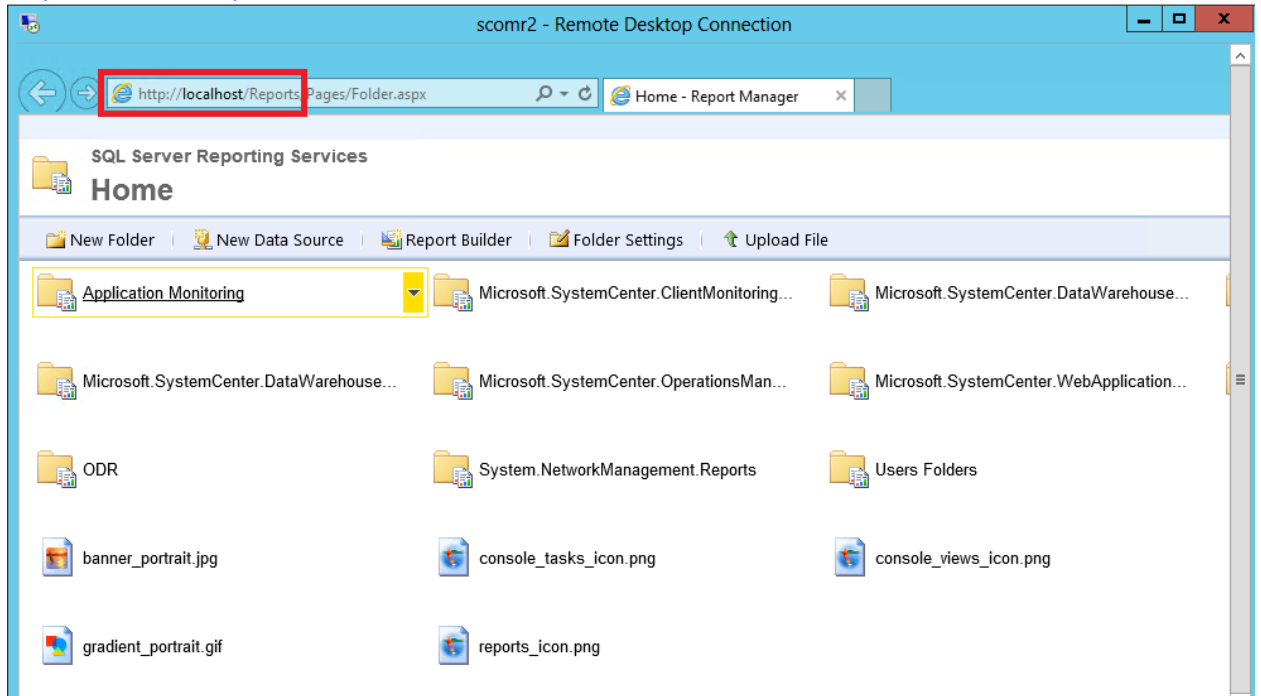 scomr2 - Remote Desktop Connection
http://localhost/Reports/Pages/Folder.aspx
Home - Report Manager
SQL Server Reporting Services
Home
New Folder | New Data Source | Report Builder | Folder Settings | Upload File
Application Monitoring Microsoft.SystemCenter.ClientMonitoring... Microsoft.SystemCenter.DataWarehouse...
Microsoft.SystemCenter.DataWarehouse... Microsoft.SystemCenter.OperationsMan... Microsoft.SystemCenter.WebApplication...
ODR System.NetworkManagement.Reports Users Folders
banner_portrait.jpg console_tasks_icon.png console_views_icon.png
gradient_portrait.gif reports_icon.png